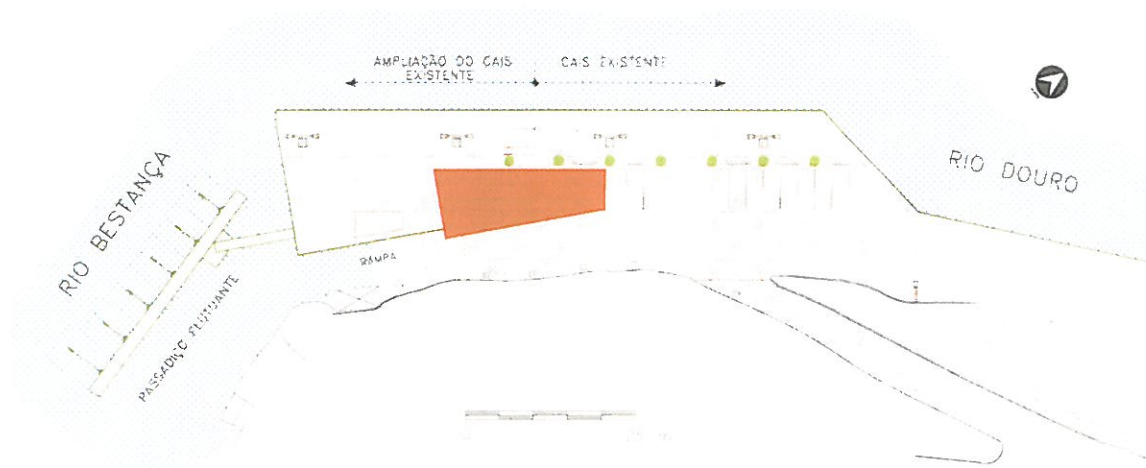 AMPLIAÇÃO DO CAIS
EXISTENTE
CAIS EXISTENTE
RIO DOURO
RIO BESTANÇA
RAMPA
PASSADIÇO FLUTUANTE